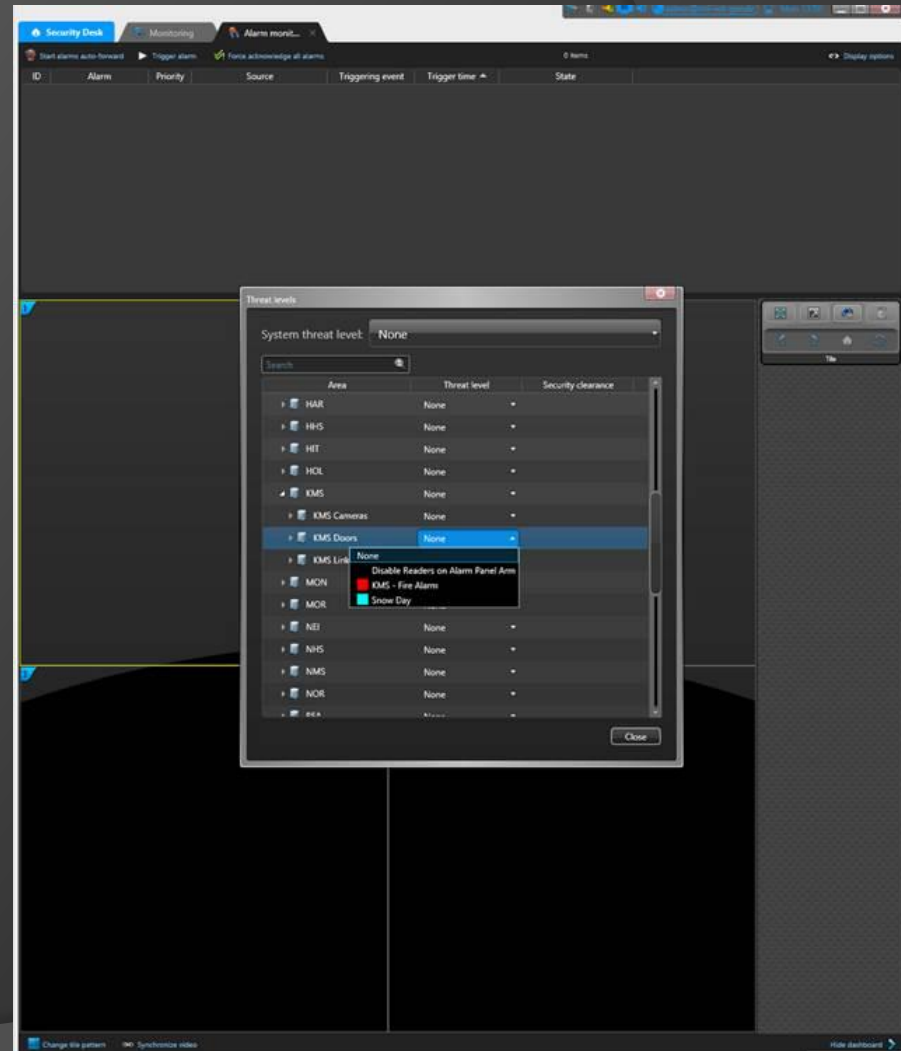 Security Desk Monitoring Alarm monit...
Start alarms auto-forward Trigger alarm Force acknowledge all alarms 0 items Display options
ID Alarm Priority Source Triggering event Trigger time State
Threat levels
System threat level: None
Search
Area Threat level Security clearance
HAR None
HHS None
HIT None
HOL None
KMS None
KMS Cameras None
KMS Doors None
KMS Link
None
Disable Readers on Alarm Panel Arm
KMS - Fire Alarm
Snow Day
MON
MOR
NEI None
NHS None
NMS None
NOR None
Close
1
Tile
3
Change tile pattern Synchronize video Hide dashboard